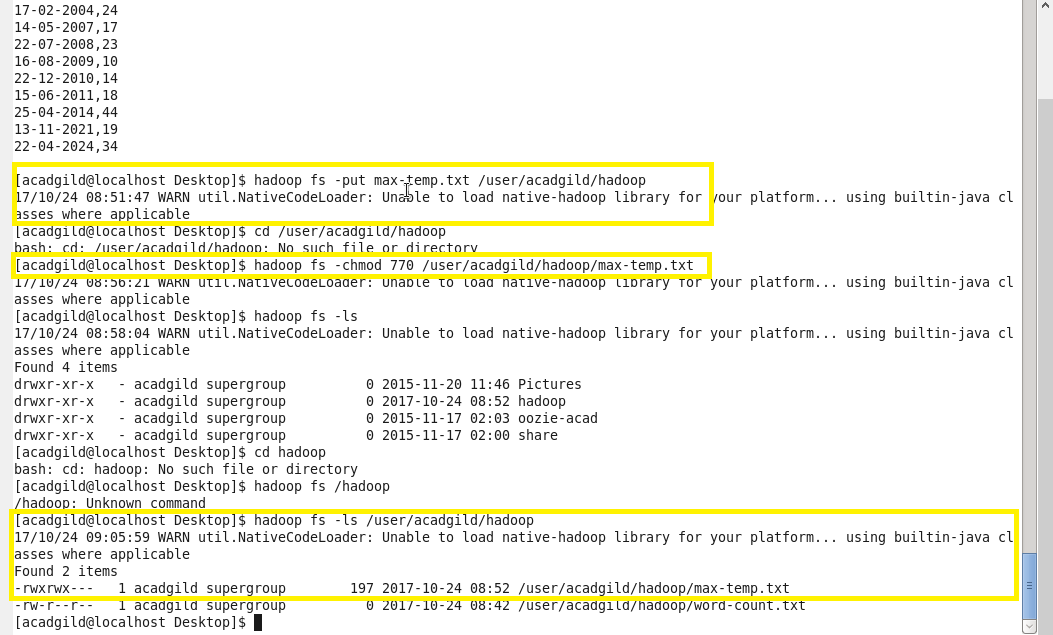 17-02-2004,24
14-05-2007,17
22-07-2008,23
16-08-2009,10
22-12-2010,14
15-06-2011,18
25-04-2014,44
13-11-2021,19
22-04-2024,34
[acadgild@localhost Desktop]$ hadoop fs -put max-temp.txt /user/acadgild/hadoop
17/10/24 08:51:47 WARN util.NativeCodeLoader: Unable to load native-hadoop library for your platform... using builtin-java cl
asses where applicable
[acadgild@localhost Desktop]$ cd /user/acadgild/hadoop
bash: cd: /user/acadgild/hadoop: No such file or directory
[acadgild@localhost Desktop]$ hadoop fs -chmod 770 /user/acadgild/hadoop/max-temp.txt
17/10/24 08:56:21 WARN util.NativeCodeLoader: Unable to load native-hadoop library for your platform... using builtin-java cl
asses where applicable
[acadgild@localhost Desktop]$ hadoop fs -ls
17/10/24 08:58:04 WARN util.NativeCodeLoader: Unable to load native-hadoop library for your platform... using builtin-java cl
asses where applicable
Found 4 items
drwxr-xr-x   - acadgild supergroup          0 2015-11-20 11:46 Pictures
drwxr-xr-x   - acadgild supergroup          0 2017-10-24 08:52 hadoop
drwxr-xr-x   - acadgild supergroup          0 2015-11-17 02:03 oozie-acad
drwxr-xr-x   - acadgild supergroup          0 2015-11-17 02:00 share
[acadgild@localhost Desktop]$ cd hadoop
bash: cd: hadoop: No such file or directory
[acadgild@localhost Desktop]$ hadoop fs /hadoop
/hadoop: Unknown command
[acadgild@localhost Desktop]$ hadoop fs -ls /user/acadgild/hadoop
17/10/24 09:05:59 WARN util.NativeCodeLoader: Unable to load native-hadoop library for your platform... using builtin-java cl
asses where applicable
Found 2 items
-rwxrwx---   1 acadgild supergroup        197 2017-10-24 08:52 /user/acadgild/hadoop/max-temp.txt
-rw-r--r--   1 acadgild supergroup          0 2017-10-24 08:42 /user/acadgild/hadoop/word-count.txt
[acadgild@localhost Desktop]$